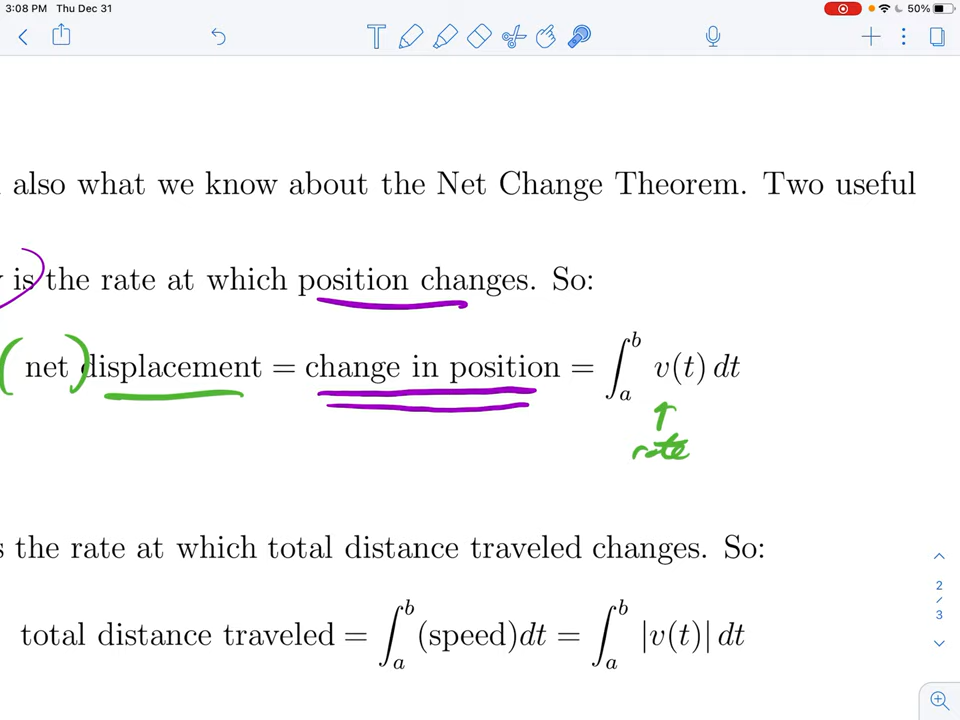 3:08 PM Thu Dec 31 50%
also what we know about the Net Change Theorem. Two useful
is the rate at which position changes. So:
(net) displacement = change in position = ∫_a^b v(t) dt
rate
the rate at which total distance traveled changes. So:
total distance traveled = ∫_a^b (speed)dt = ∫_a^b |v(t)| dt
2
/
3